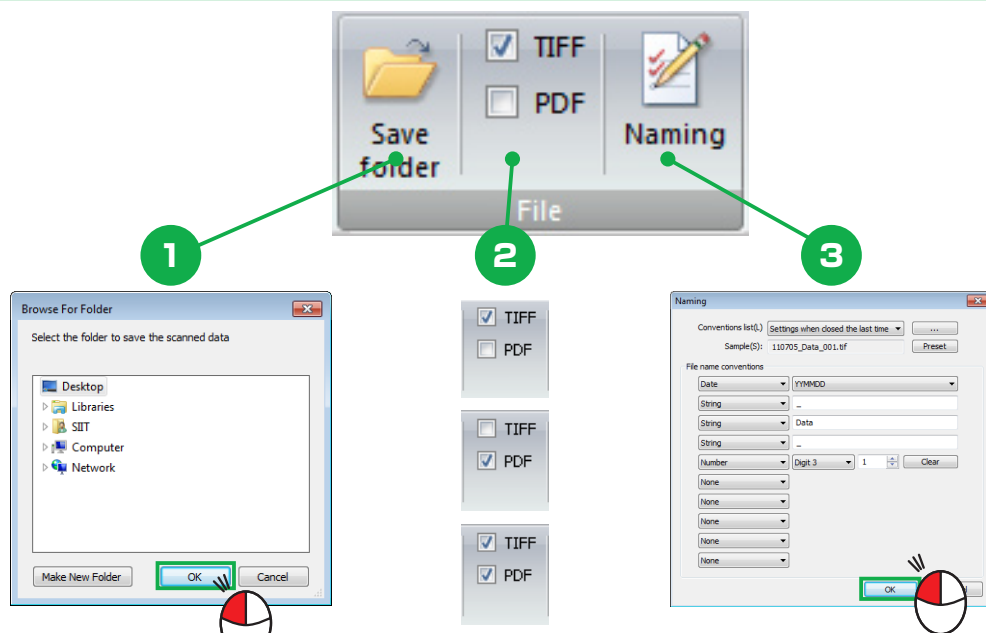 TIFF
PDF
Save
folder
Naming
File
1
2
3
Browse For Folder
Select the folder to save the scanned data
Desktop
Libraries
SIIT
Computer
Network
Make New Folder
OK
Cancel
TIFF
PDF
TIFF
PDF
TIFF
PDF
Naming
Conventions list(L) Settings when closed the last time ...
Sample(S): 110705_Data_001.tif Preset
File name conventions
Date YYMMDD
String _
String Data
String _
Number Digit 3 1 Clear
None
None
None
None
None
OK